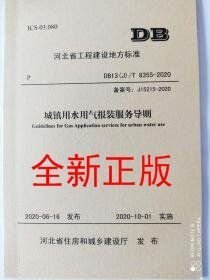 ICS 03.080
DB
河北省工程建设地方标准
P
DB13(J)/T 8355-2020
备案号：J15215-2020
城镇用水用气报装服务导则
Guidelines for Gas Application services for urban water use
全新正版
2020-06-16 发布
2020-10-01 实施
河北省住房和城乡建设厅 发布